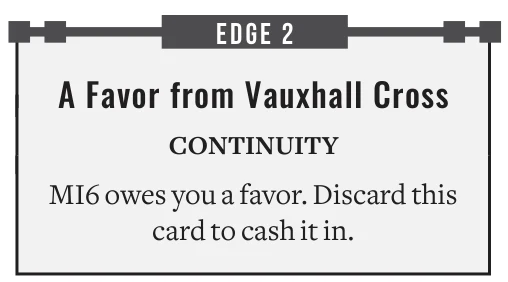 EDGE 2
A Favor from Vauxhall Cross
CONTINUITY
MI6 owes you a favor. Discard this
card to cash it in.